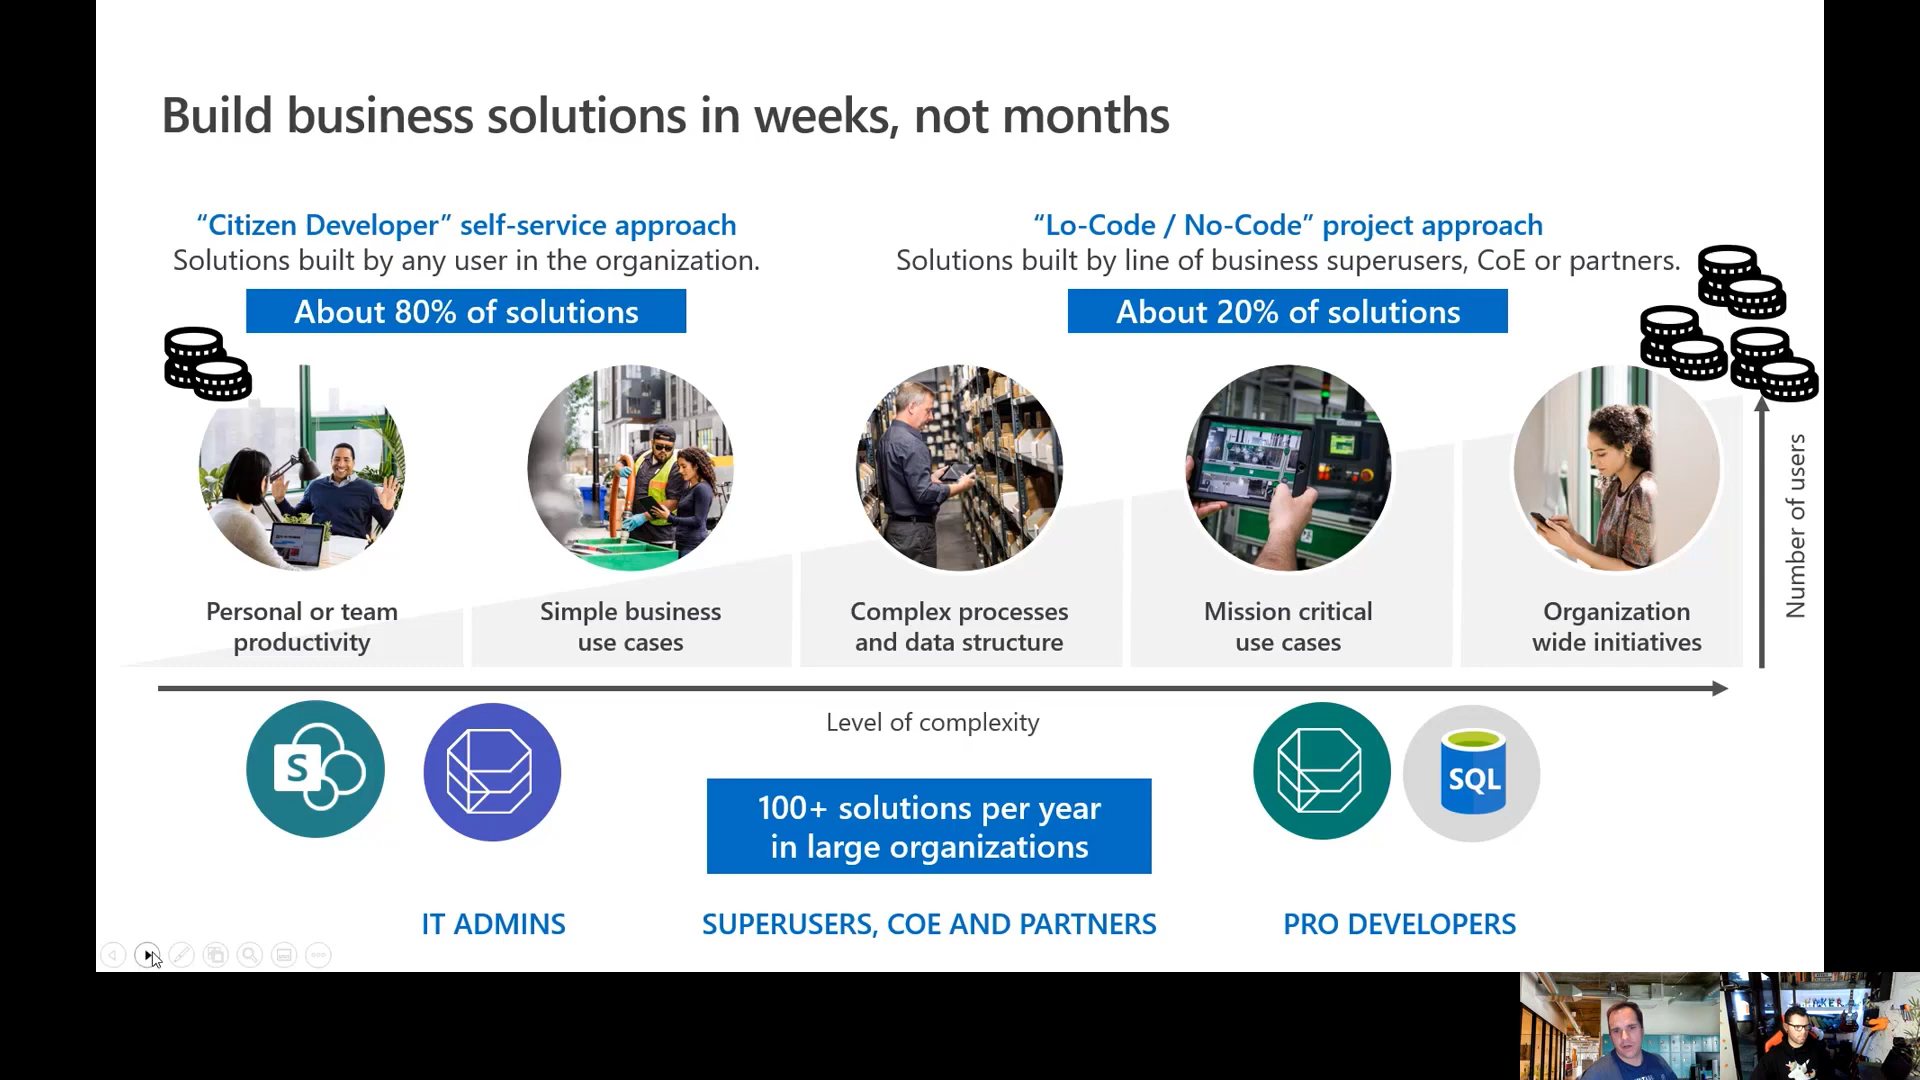 Build business solutions in weeks, not months
“Citizen Developer” self-service approach
Solutions built by any user in the organization.
About 80% of solutions
“Lo-Code / No-Code” project approach
Solutions built by line of business superusers, CoE or partners.
About 20% of solutions
Personal or team
productivity
Simple business
use cases
Complex processes
and data structure
Mission critical
use cases
Organization
wide initiatives
Number of users
Level of complexity
S
SQL
100+ solutions per year
in large organizations
IT ADMINS
SUPERUSERS, COE AND PARTNERS
PRO DEVELOPERS